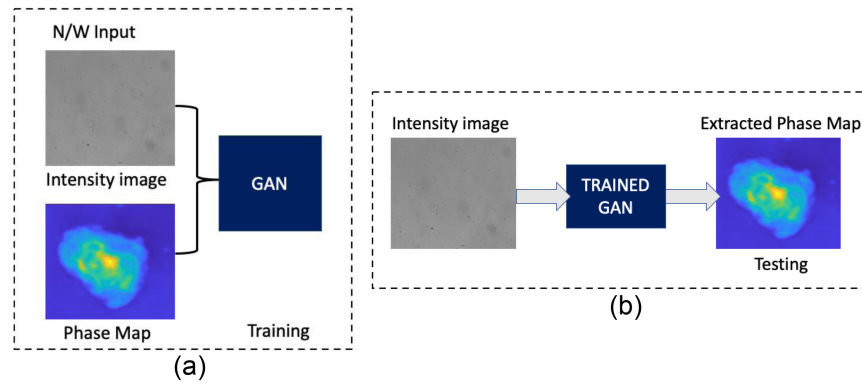 N/W Input
Intensity image
GAN
Phase Map
Training
(a)
Intensity image
Extracted Phase Map
TRAINED
GAN
Testing
(b)